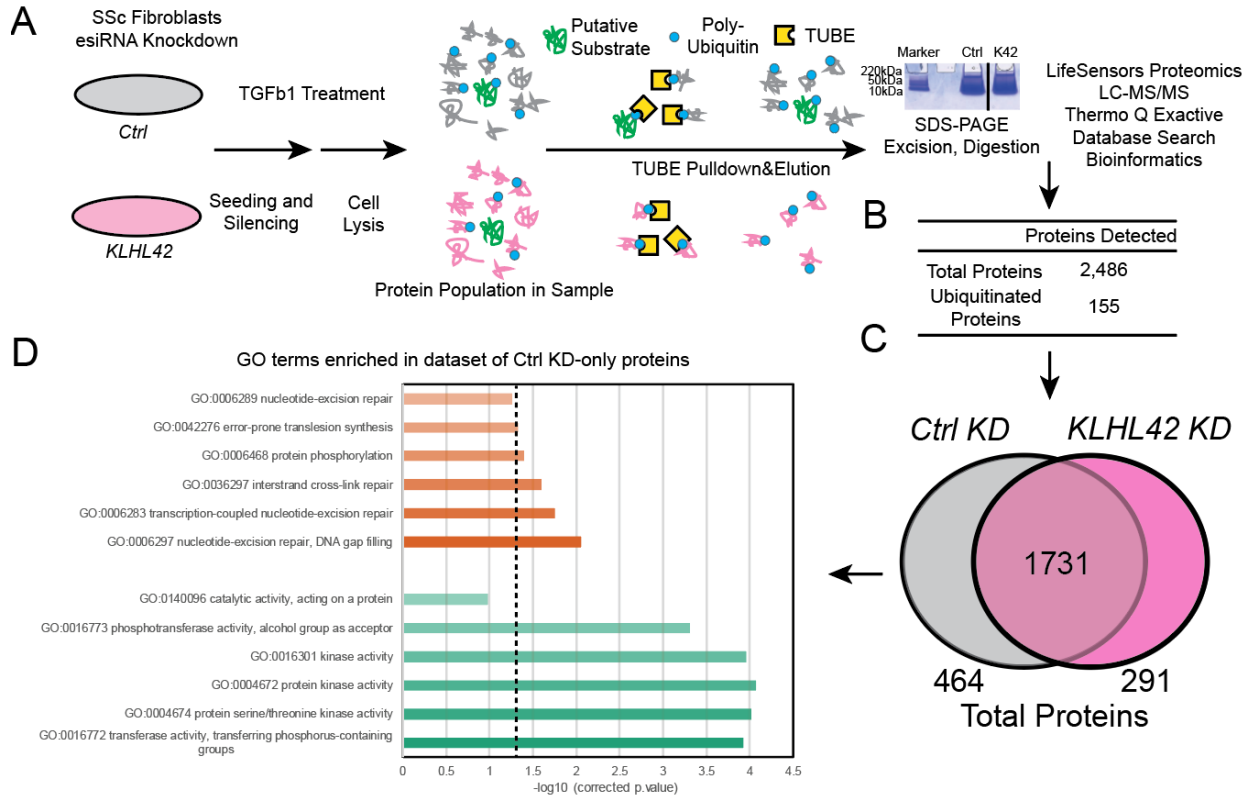 A
SSc Fibroblasts
esiRNA Knockdown
Ctrl
KLHL42
TGFb1 Treatment
Seeding and
Silencing
Cell
Lysis
Putative
Substrate
Poly-
Ubiquitin
TUBE
Protein Population in Sample
TUBE Pulldown&Elution
Marker Ctrl K42
220kDa
50kDa
10kDa
SDS-PAGE
Excision, Digestion
LifeSensors Proteomics
LC-MS/MS
Thermo Q Exactive
Database Search
Bioinformatics
B
Proteins Detected
Total Proteins 2,486
Ubiquitinated
Proteins
155
C
Ctrl KD KLHL42 KD
1731
464 291
Total Proteins
D
GO terms enriched in dataset of Ctrl KD-only proteins
GO:0006289 nucleotide-excision repair
GO:0042276 error-prone translesion synthesis
GO:0006468 protein phosphorylation
GO:0036297 interstrand cross-link repair
GO:0006283 transcription-coupled nucleotide-excision repair
GO:0006297 nucleotide-excision repair, DNA gap filling
GO:0140096 catalytic activity, acting on a protein
GO:0016773 phosphotransferase activity, alcohol group as acceptor
GO:0016301 kinase activity
GO:0004672 protein kinase activity
GO:0004674 protein serine/threonine kinase activity
GO:0016772 transferase activity, transferring phosphorus-containing
groups
0 0.5 1 1.5 2 2.5 3 3.5 4 4.5
-log10 (corrected p.value)